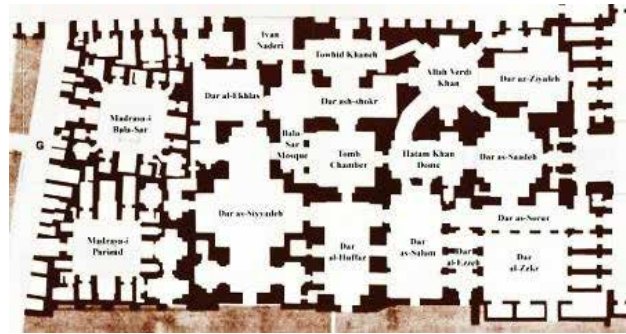 Ivan
Naderi
Towhid Khaneh
Allah Verdi
Khan
Dar az-Ziyafeh
Dar al-Ekhlas
Dar ash-shokr
Madrasa-i
Bala-Sar
G
Bala
Sar
Mosque
Tomb
Chamber
Hatam Khan
Dome
Dar as-Saadeh
Dar as-Siyyadeh
Dar as-Serur
Madrasa-i
Parizad
Dar
al-Huffaz
Dar
as-Salam
Dar
al-Ezzeh
Dar
al-Zekr